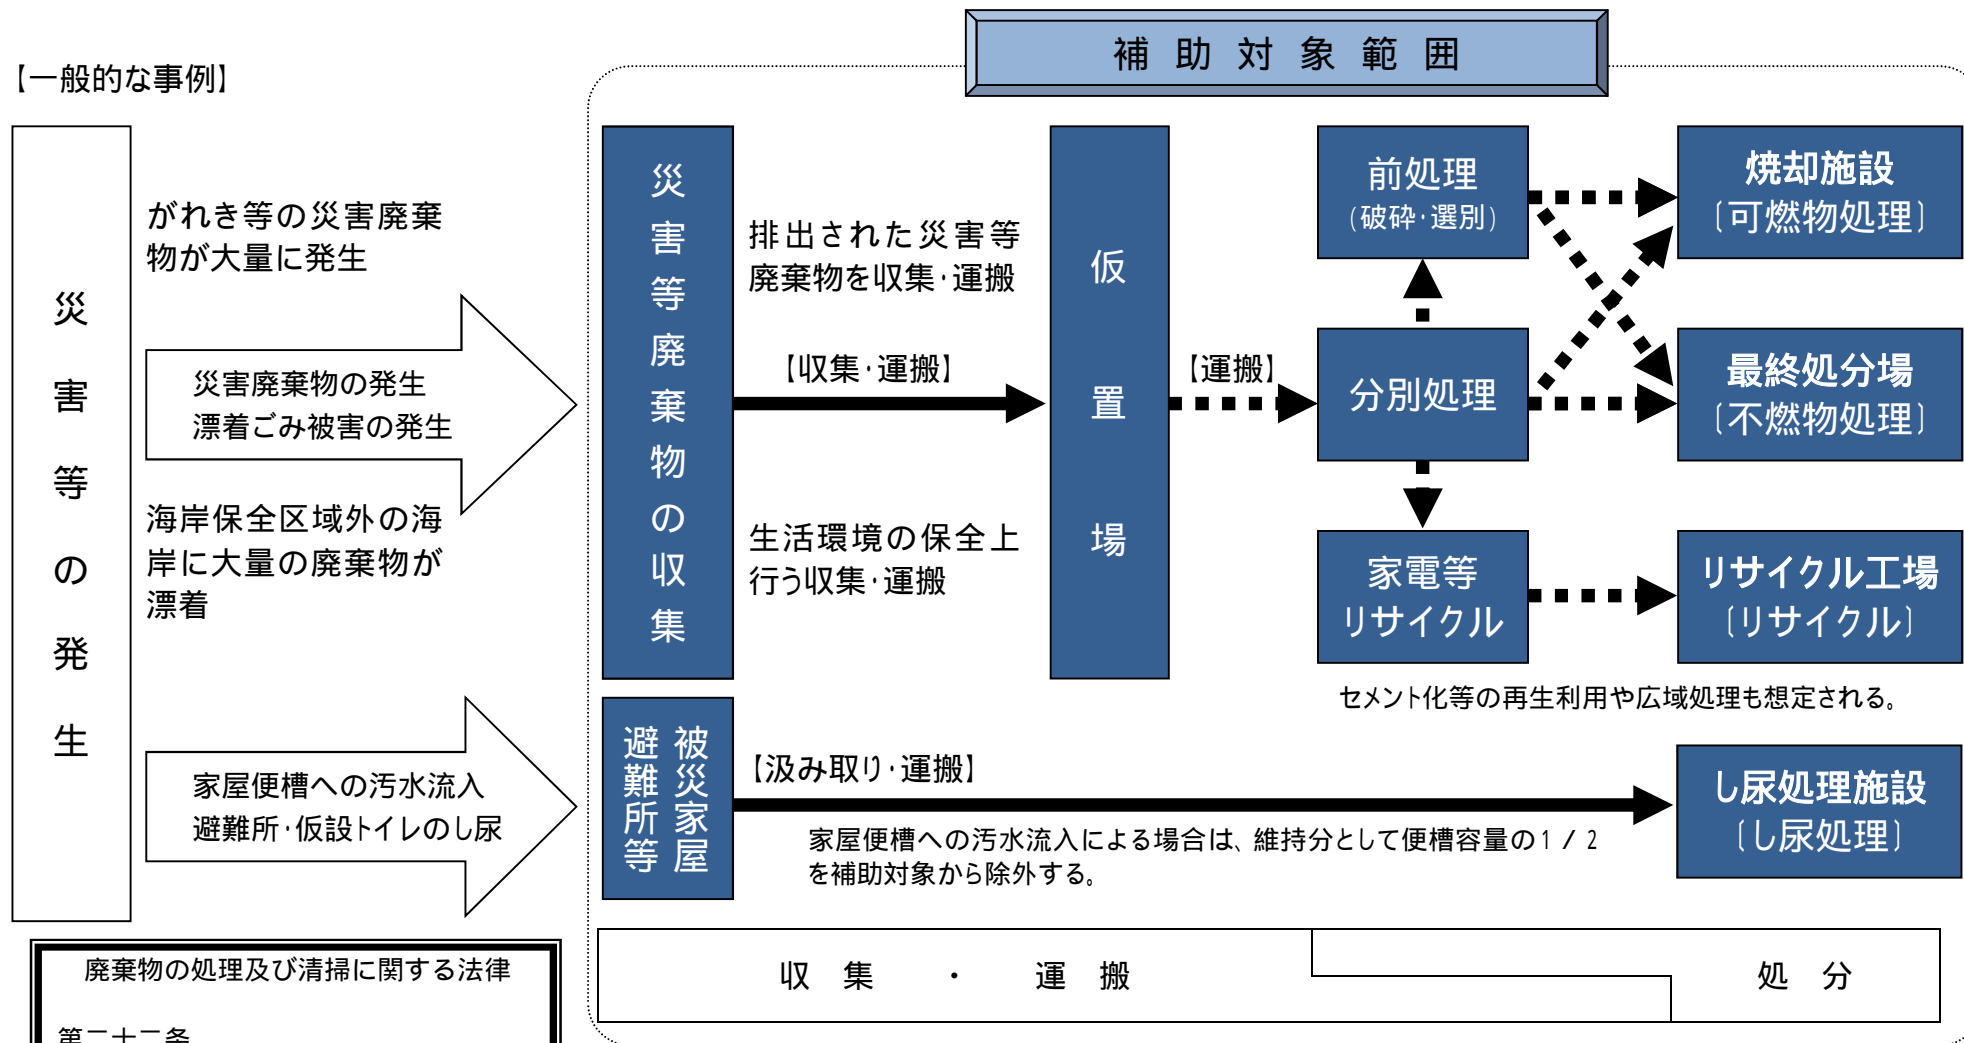 補助対象範囲
【一般的な事例】
災害等の発生
がれき等の災害廃棄
物が大量に発生
災害廃棄物の発生
漂着ごみ被害の発生
海岸保全区域外の海
岸に大量の廃棄物が
漂着
家屋便槽への汚水流入
避難所・仮設トイレのし尿
災害等廃棄物の収集
排出された災害等
廃棄物を収集・運搬
【収集・運搬】
生活環境の保全上
行う収集・運搬
仮置場
【運搬】
前処理
(破砕・選別)
分別処理
家電等
リサイクル
焼却施設
〔可燃物処理〕
最終処分場
〔不燃物処理〕
リサイクル工場
〔リサイクル〕
セメント化等の再生利用や広域処理も想定される。
被災家屋
避難所等
【汲み取り・運搬】
家屋便槽への汚水流入による場合は、維持分として便槽容量の1/2
を補助対象から除外する。
し尿処理施設
〔し尿処理〕
収集・運搬
処分
廃棄物の処理及び清掃に関する法律
第二十二条